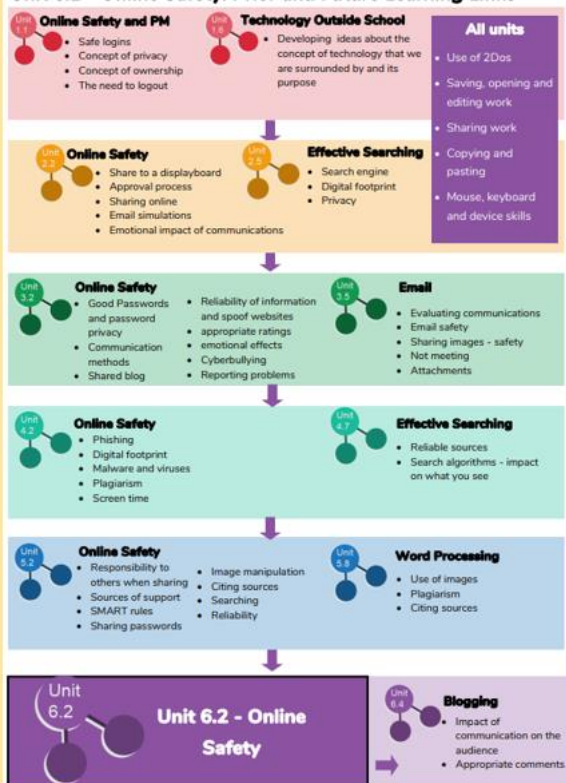 Unit 1.1
Online Safety and PM
• Safe logins
• Concept of privacy
• Concept of ownership
• The need to logout
Unit 1.6
Technology Outside School
• Developing ideas about the
concept of technology that we
are surrounded by and its
purpose
All units
• Use of 2Dos
• Saving, opening and
editing work
• Sharing work
• Copying and
pasting
• Mouse, keyboard
and device skills
Unit 2.2
Online Safety
• Share to a displayboard
• Approval process
• Sharing online
• Email simulations
• Emotional impact of communications
Unit 2.5
Effective Searching
• Search engine
• Digital footprint
• Privacy
Unit 3.2
Online Safety
• Good Passwords
and password
privacy
• Communication
methods
• Shared blog
• Reliability of information
and spoof websites
• appropriate ratings
• emotional effects
• Cyberbullying
• Reporting problems
Unit 3.5
Email
• Evaluating communications
• Email safety
• Sharing images - safety
• Not meeting
• Attachments
Unit 4.2
Online Safety
• Phishing
• Digital footprint
• Malware and viruses
• Plagiarism
• Screen time
Unit 4.7
Effective Searching
• Reliable sources
• Search algorithms - impact
on what you see
Unit 5.2
Online Safety
• Responsibility to
others when sharing
• Sources of support
• SMART rules
• Sharing passwords
• Image manipulation
• Citing sources
• Searching
• Reliability
Unit 5.8
Word Processing
• Use of images
• Plagiarism
• Citing sources
Unit 6.2
Unit 6.2 - Online
Safety
Unit 6.4
Blogging
• Impact of
communication on the
audience
• Appropriate comments